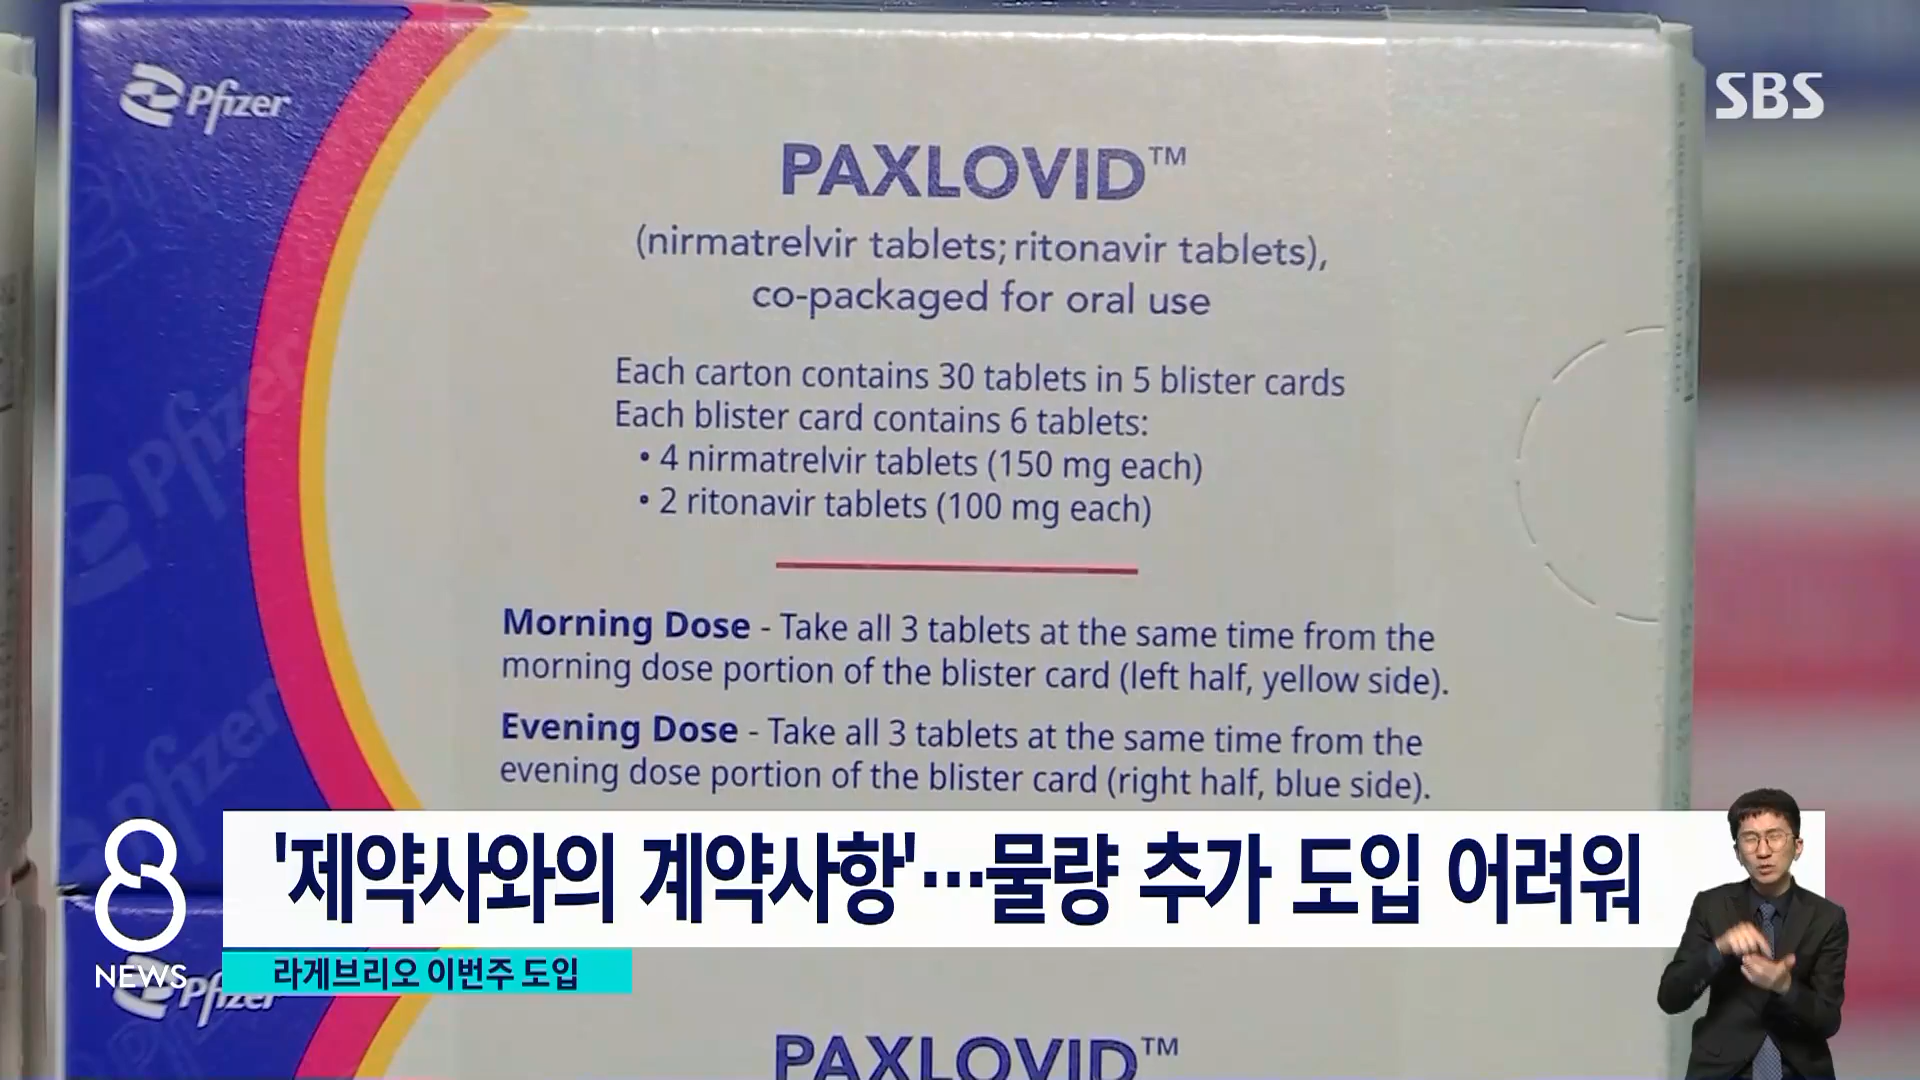 Pfizer
SBS
PAXLOVID™
(nirmatrelvir tablets; ritonavir tablets),
co-packaged for oral use
Each carton contains 30 tablets in 5 blister cards
Each blister card contains 6 tablets:
• 4 nirmatrelvir tablets (150 mg each)
• 2 ritonavir tablets (100 mg each)
Pfizer
Morning Dose - Take all 3 tablets at the same time from the
morning dose portion of the blister card (left half, yellow side).
Evening Dose - Take all 3 tablets at the same time from the
evening dose portion of the blister card (right half, blue side).
Pfizer
'제약사와의 계약사항'…물량 추가 도입 어려워
8
NEWS
라게브리오 이번주 도입
Pfizer
PAXLOVID™